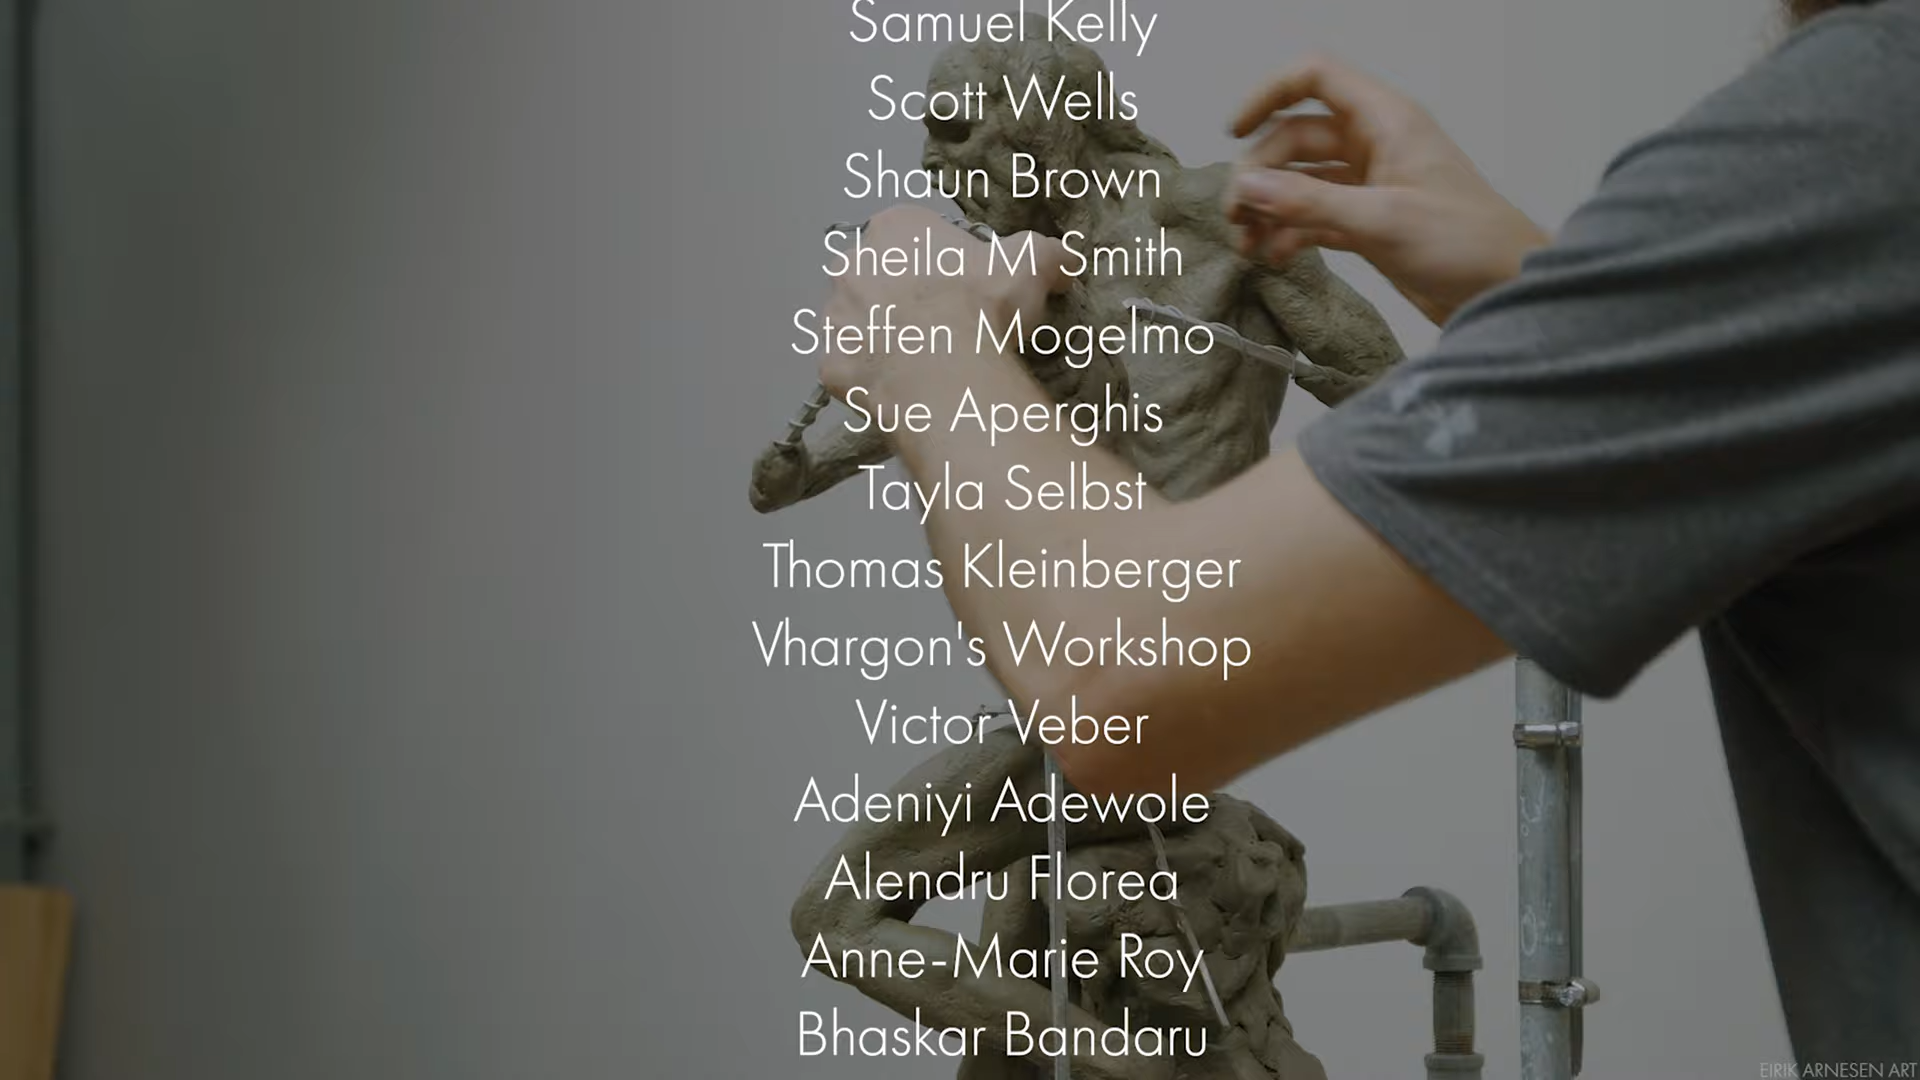 Samuel Kelly
Scott Wells
Shaun Brown
Sheila M Smith
Steffen Mogelmo
Sue Aperghis
Tayla Selbst
Thomas Kleinberger
Vhargon's Workshop
Victor Veber
Adeniyi Adewole
Alendru Florea
Anne-Marie Roy
Bhaskar Bandaru
EIRIK ARNESEN ART